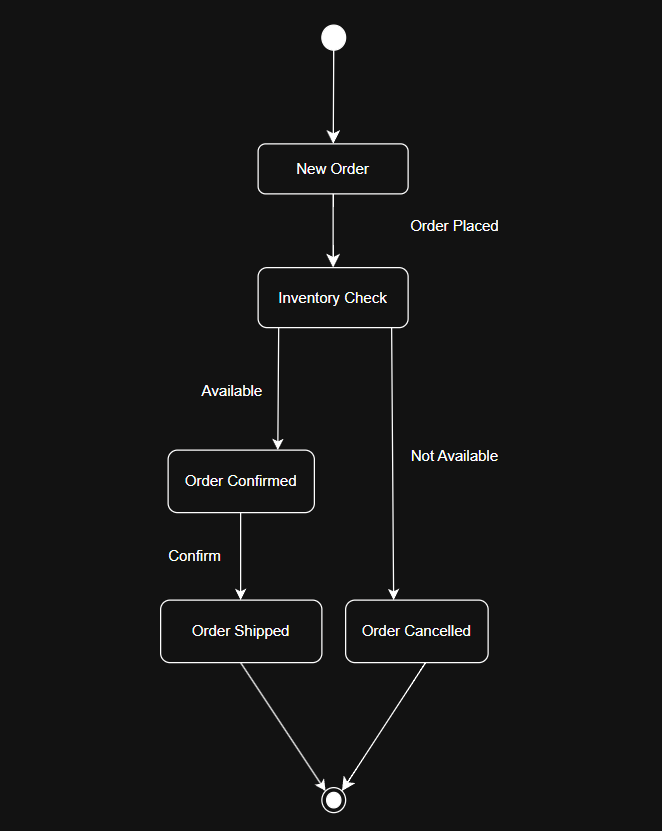 New Order
Order Placed
Inventory Check
Available
Not Available
Order Confirmed
Confirm
Order Shipped
Order Cancelled